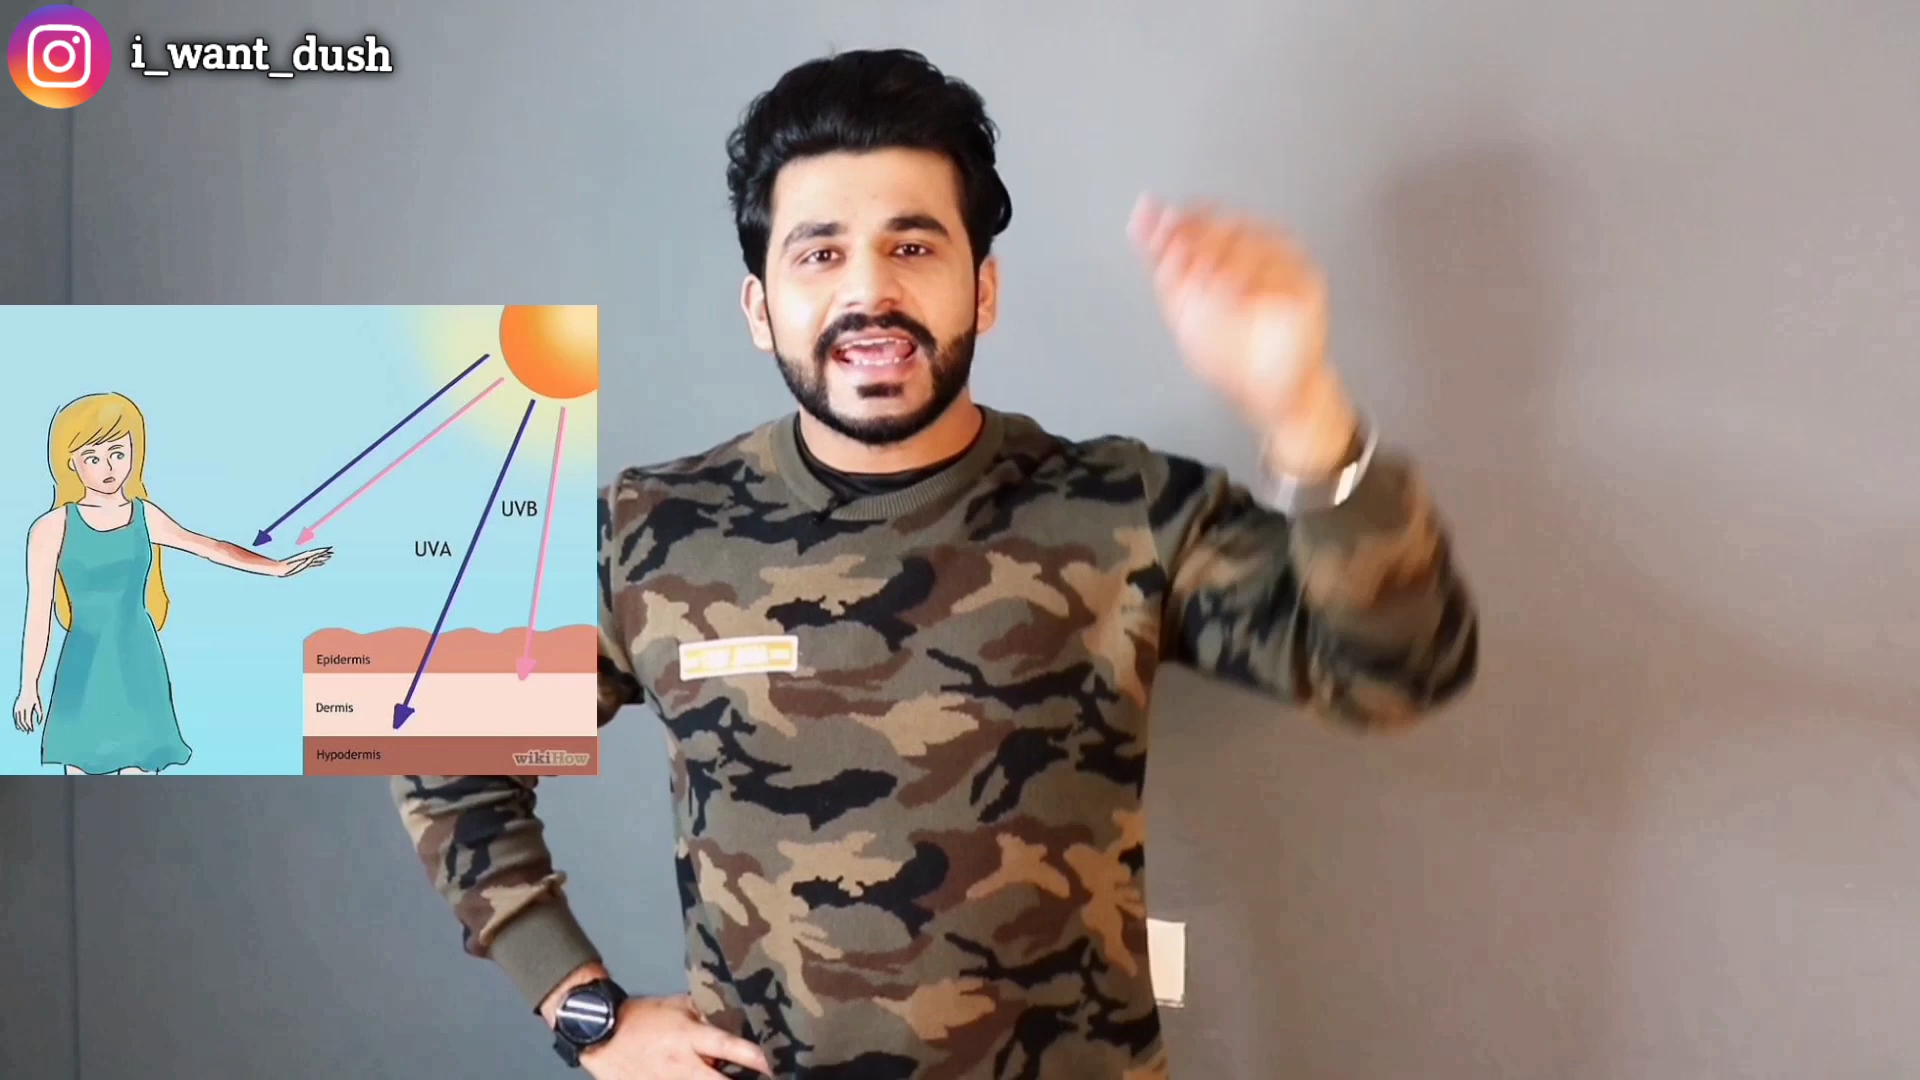 i_want_dush
UVB
UVA
Epidermis
Dermis
Hypodermis
wikiHow